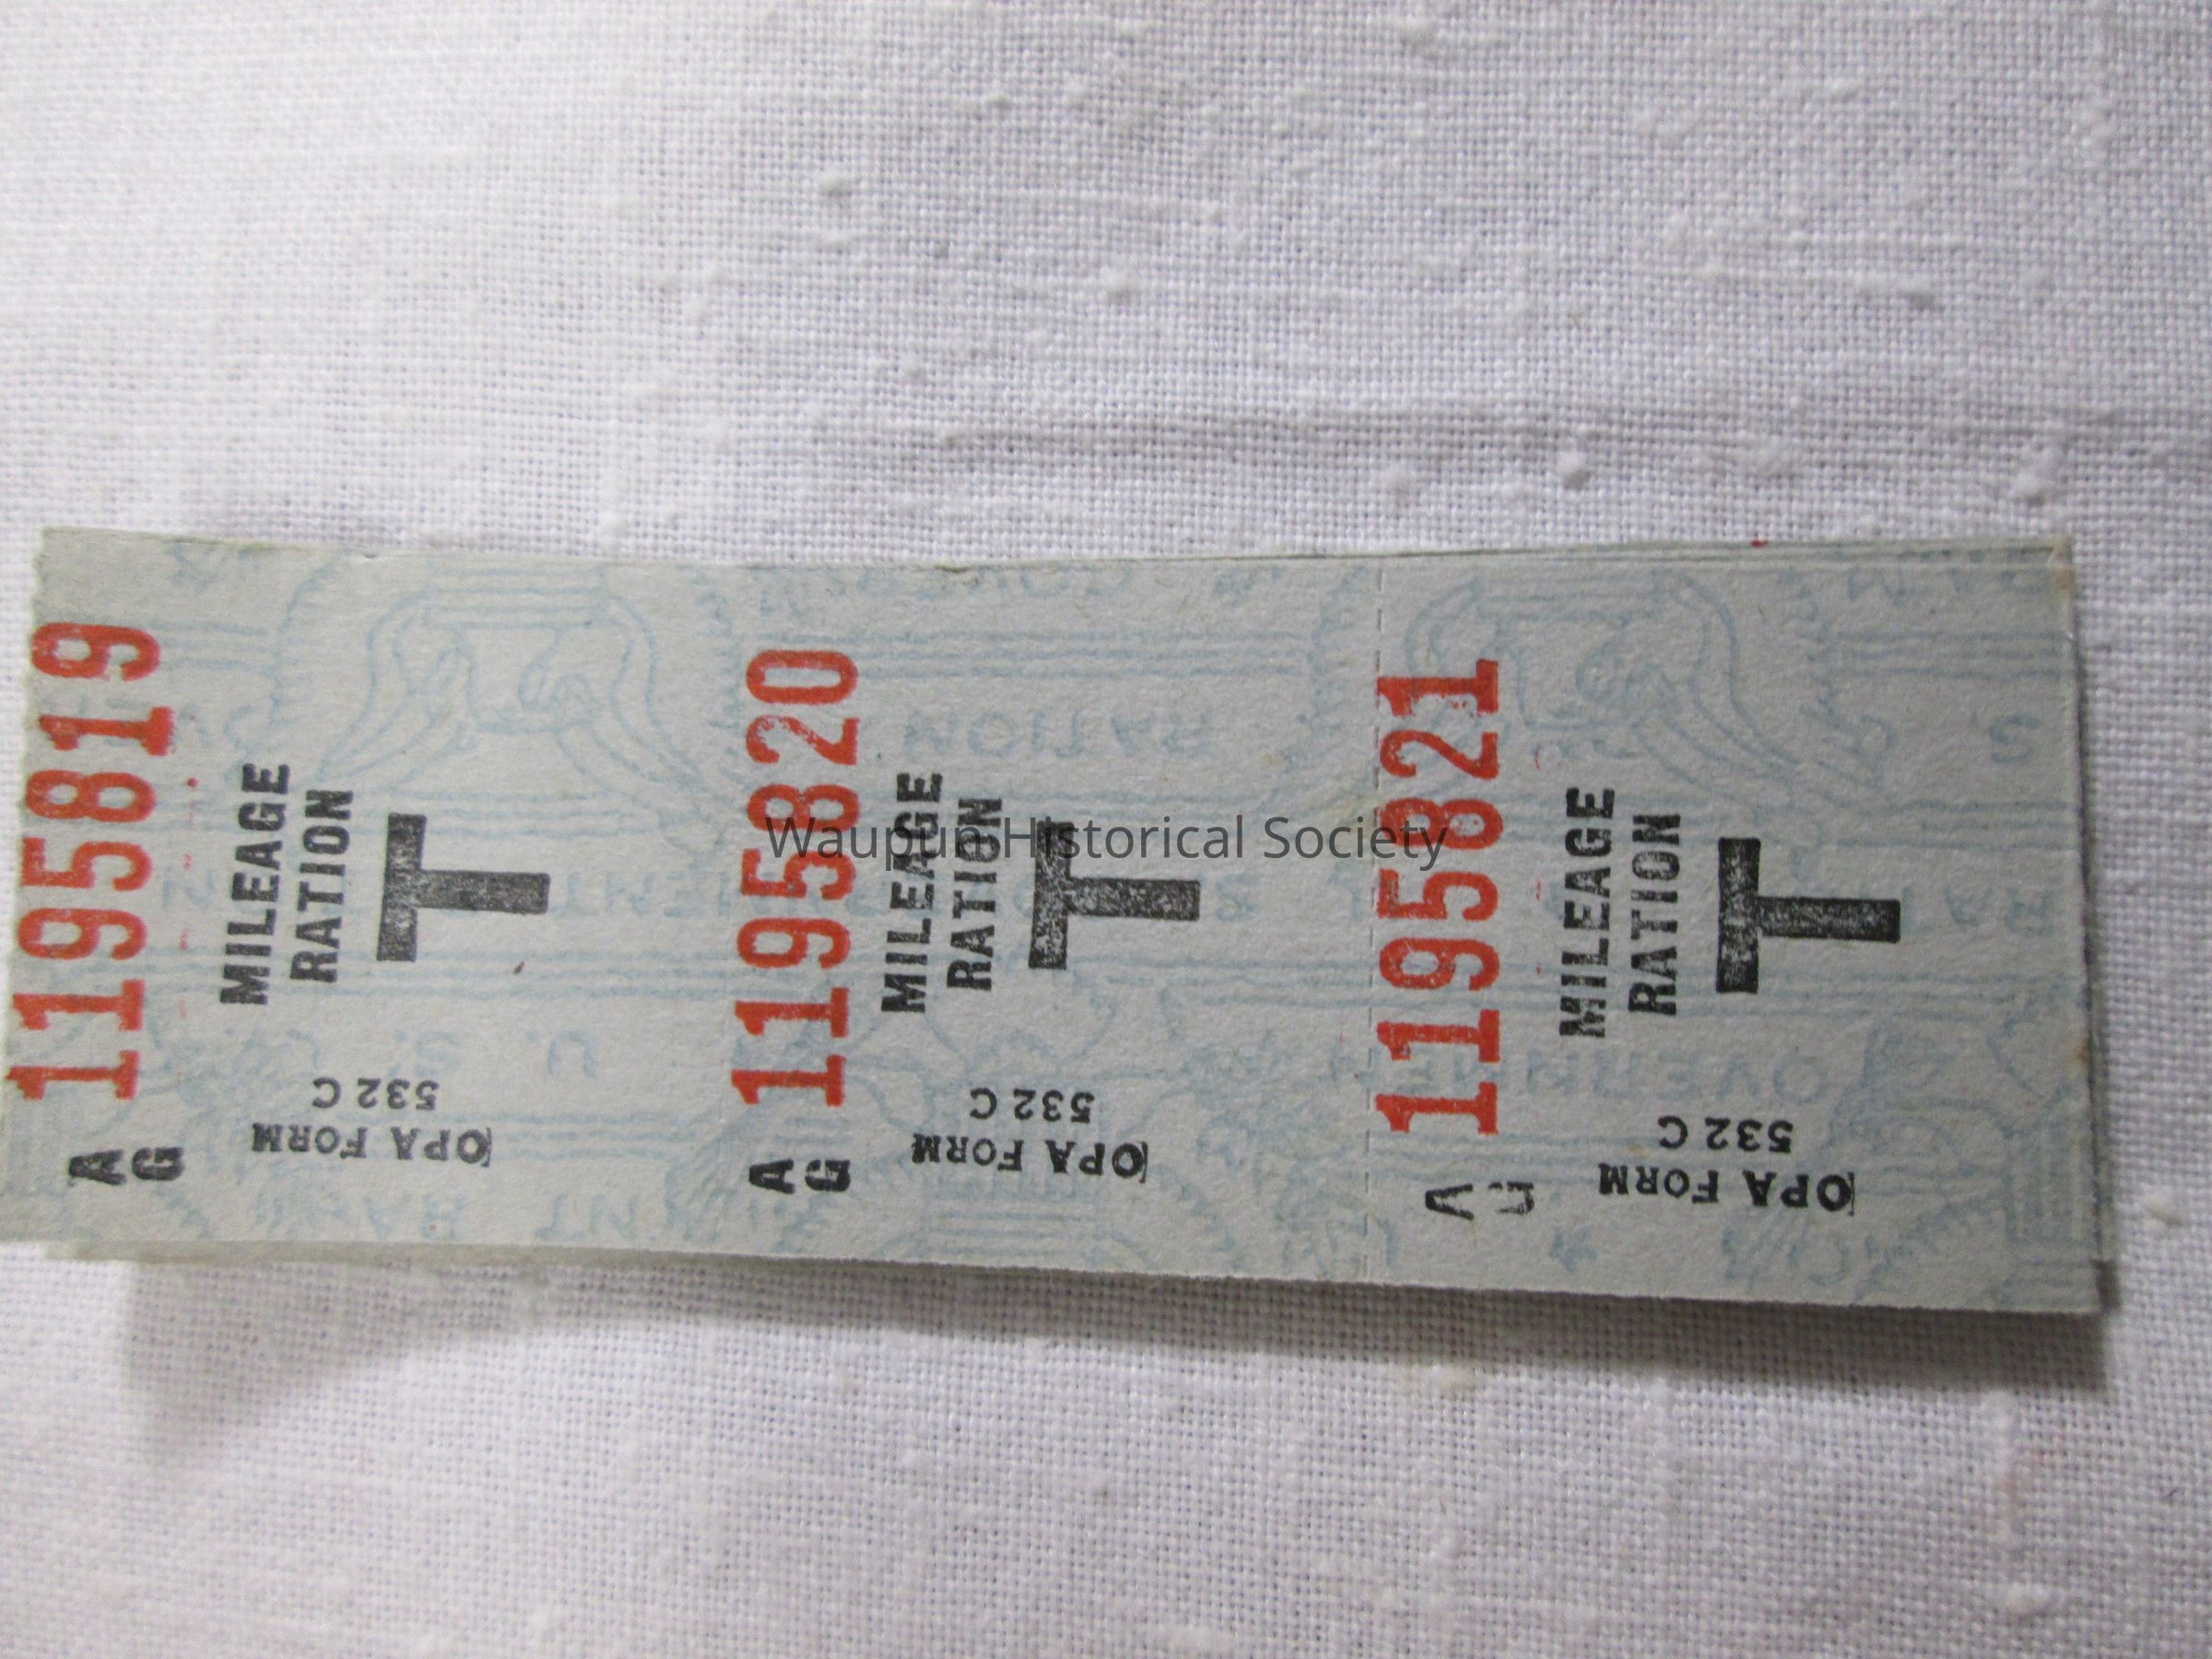 1195819
MILEAGE
RATION
T
A
G
OPA FORM
532 C
1195820
MILEAGE
RATION
T
A
G
OPA FORM
532 C
1195821
MILEAGE
RATION
T
A
G
OPA FORM
532 C
Waupun Historical Society